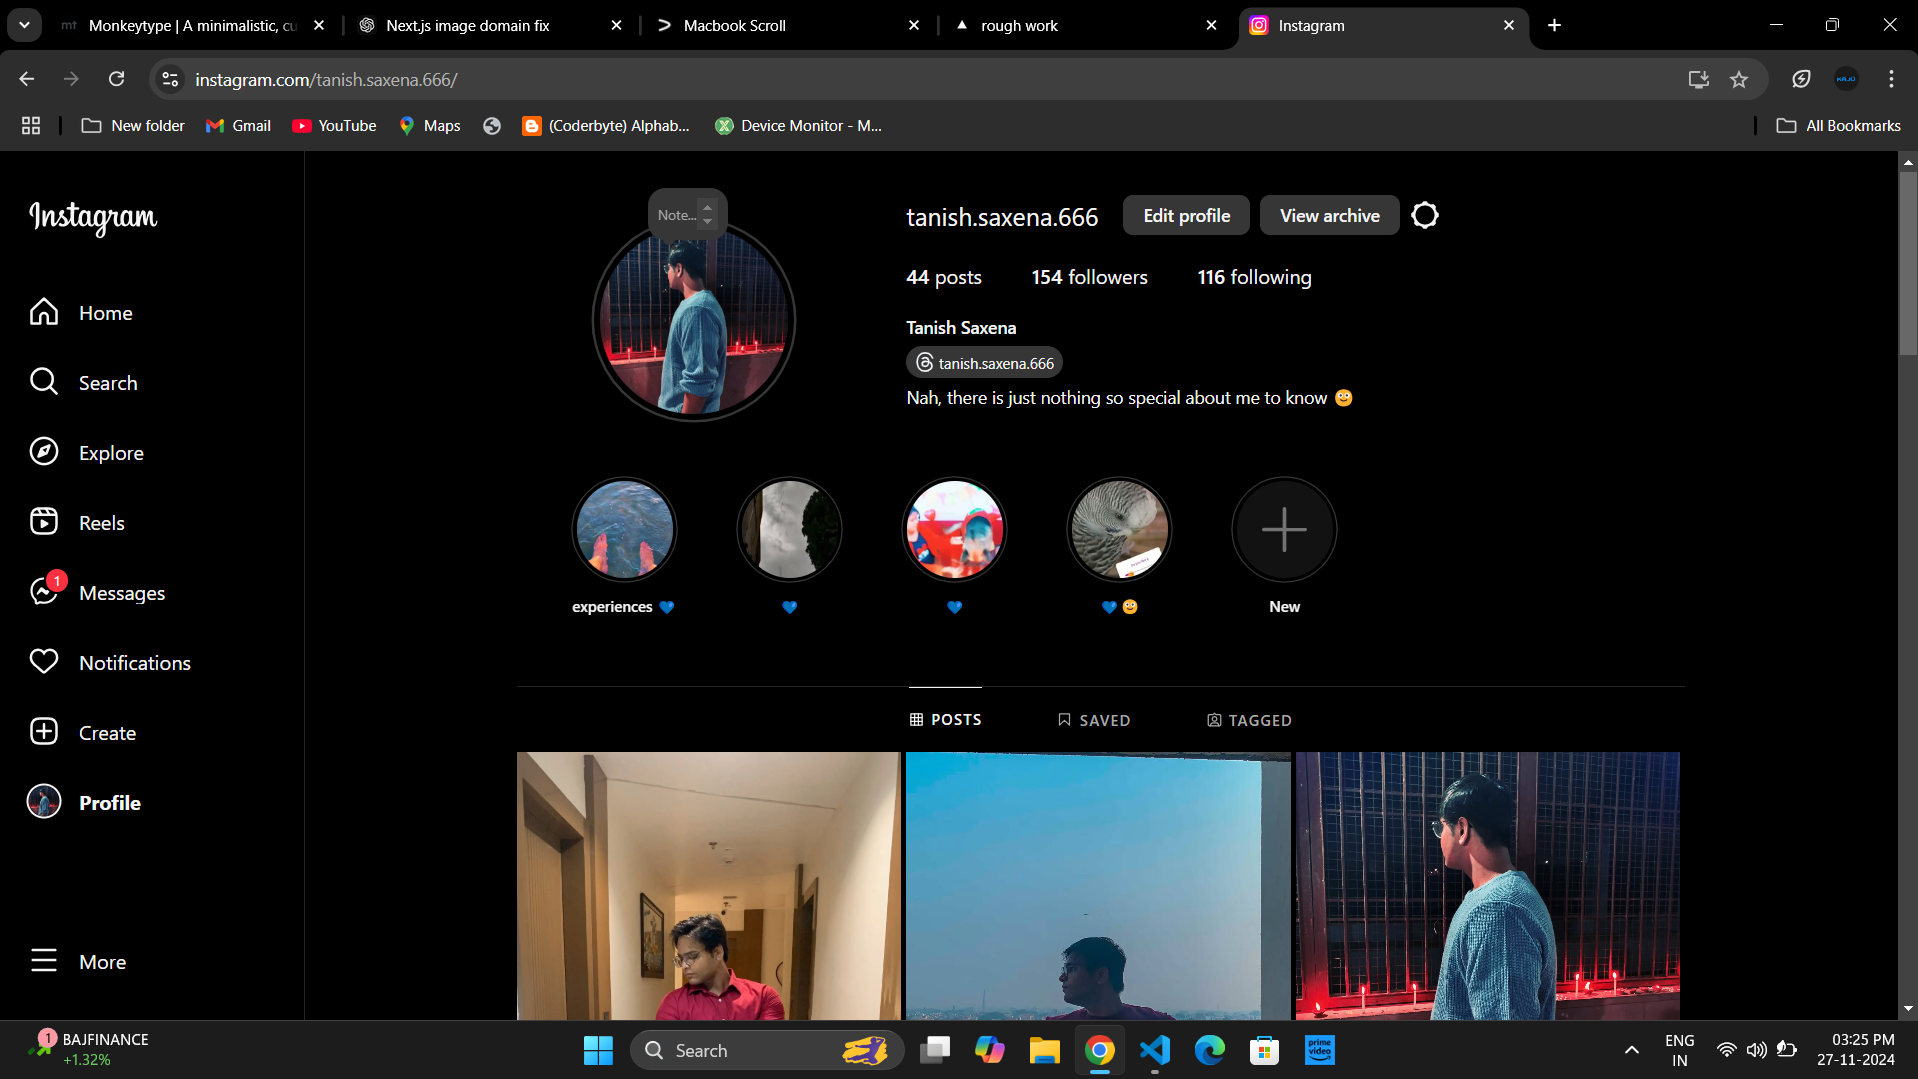 Monkeytype | A minimalistic, cu
Next.js image domain fix
Macbook Scroll
rough work
Instagram
instagram.com/tanish.saxena.666/
New folder
Gmail
YouTube
Maps
(Coderbyte) Alphab...
Device Monitor - M...
All Bookmarks
Instagram
Home
Search
Explore
Reels
1
Messages
Notifications
Create
Profile
More
Note...
tanish.saxena.666
Edit profile
View archive
44 posts
154 followers
116 following
Tanish Saxena
tanish.saxena.666
Nah, there is just nothing so special about me to know 🙂
experiences 💙
💙
💙
💙 🙂
New
POSTS
SAVED
TAGGED
1
BAJFINANCE
+1.32%
Search
prime
video
ENG
IN
03:25 PM
27-11-2024